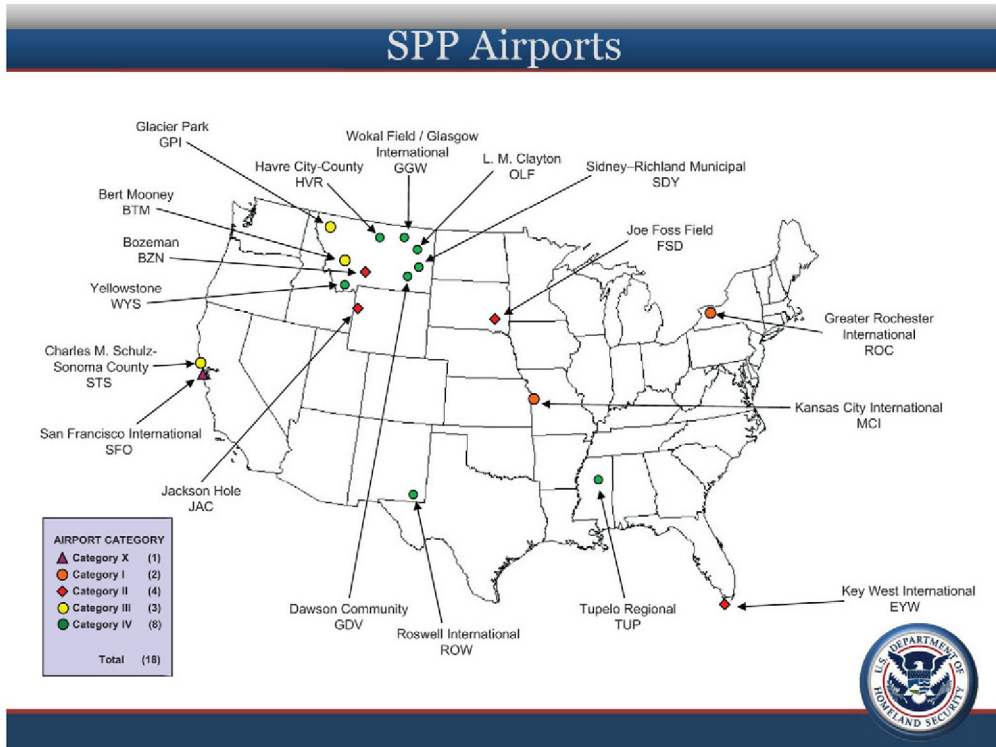 SPP Airports
Glacier Park
GPI
Wokal Field / Glasgow
International
GGW
Havre City-County
HVR
L. M. Clayton
OLF
Sidney–Richland Municipal
SDY
Bert Mooney
BTM
Joe Foss Field
FSD
Bozeman
BZN
Yellowstone
WYS
Greater Rochester
International
ROC
Charles M. Schulz-
Sonoma County
STS
Kansas City International
MCI
San Francisco International
SFO
Jackson Hole
JAC
AIRPORT CATEGORY
Category X (1)
Category I (2)
Category II (4)
Category III (3)
Category IV (8)
Total (18)
Dawson Community
GDV
Roswell International
ROW
Tupelo Regional
TUP
Key West International
EYW
U.S. DEPARTMENT OF
HOMELAND SECURITY